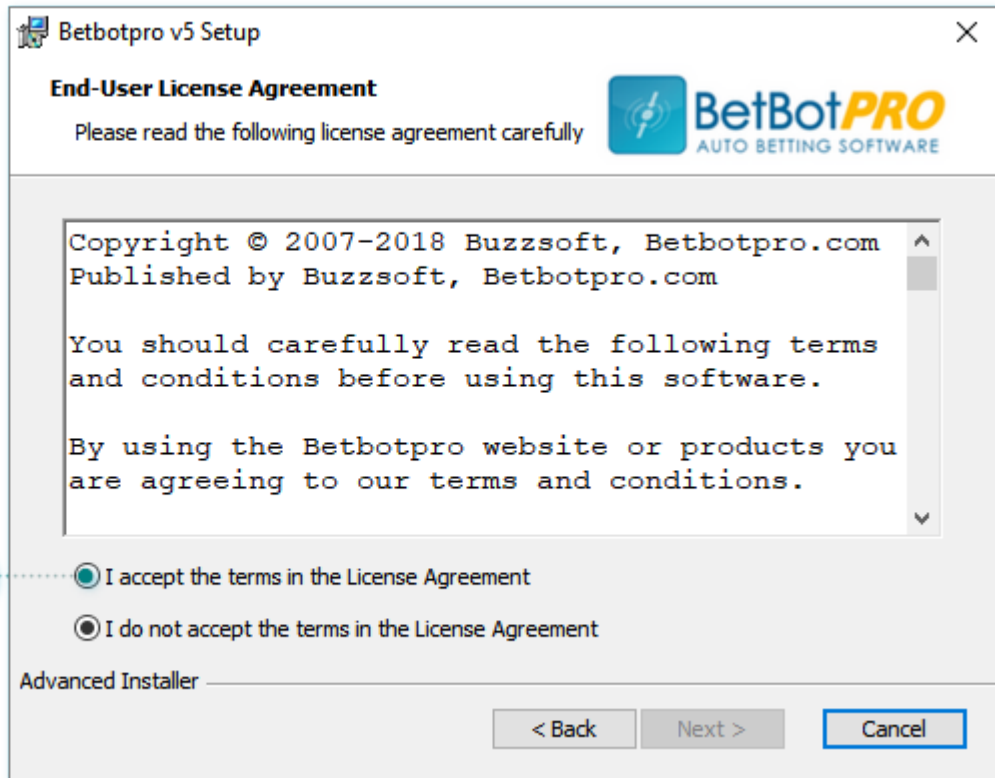 Betbotpro v5 Setup
End-User License Agreement
Please read the following license agreement carefully
BetBotPRO
AUTO BETTING SOFTWARE
Copyright © 2007-2018 Buzzsoft, Betbotpro.com
Published by Buzzsoft, Betbotpro.com
You should carefully read the following terms
and conditions before using this software.
By using the Betbotpro website or products you
are agreeing to our terms and conditions.
I accept the terms in the License Agreement
I do not accept the terms in the License Agreement
Advanced Installer
< Back
Next >
Cancel